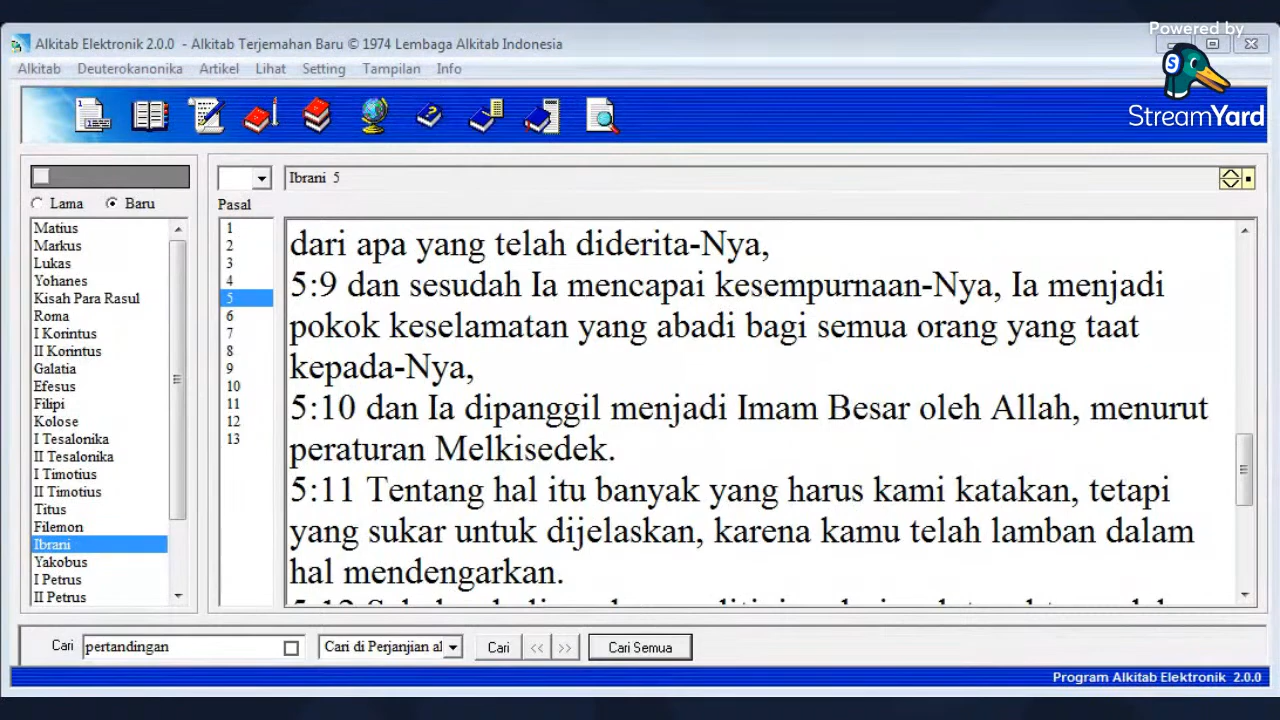 Powered by
StreamYard
Alkitab Elektronik 2.0.0 - Alkitab Terjemahan Baru © 1974 Lembaga Alkitab Indonesia
Alkitab Deuterokanonika Artikel Lihat Setting Tampilan Info
Ibrani 5
Lama Baru
Pasal
Matius
Markus
Lukas
Yohanes
Kisah Para Rasul
Roma
I Korintus
II Korintus
Galatia
Efesus
Filipi
Kolose
I Tesalonika
II Tesalonika
I Timotius
II Timotius
Titus
Filemon
Ibrani
Yakobus
I Petrus
II Petrus
1
2
3
4
5
6
7
8
9
10
11
12
13
dari apa yang telah diderita-Nya,
5:9 dan sesudah Ia mencapai kesempurnaan-Nya, Ia menjadi
pokok keselamatan yang abadi bagi semua orang yang taat
kepada-Nya,
5:10 dan Ia dipanggil menjadi Imam Besar oleh Allah, menurut
peraturan Melkisedek.
5:11 Tentang hal itu banyak yang harus kami katakan, tetapi
yang sukar untuk dijelaskan, karena kamu telah lamban dalam
hal mendengarkan.
Cari pertandingan Cari di Perjanjian al Cari << >> Cari Semua
Program Alkitab Elektronik 2.0.0